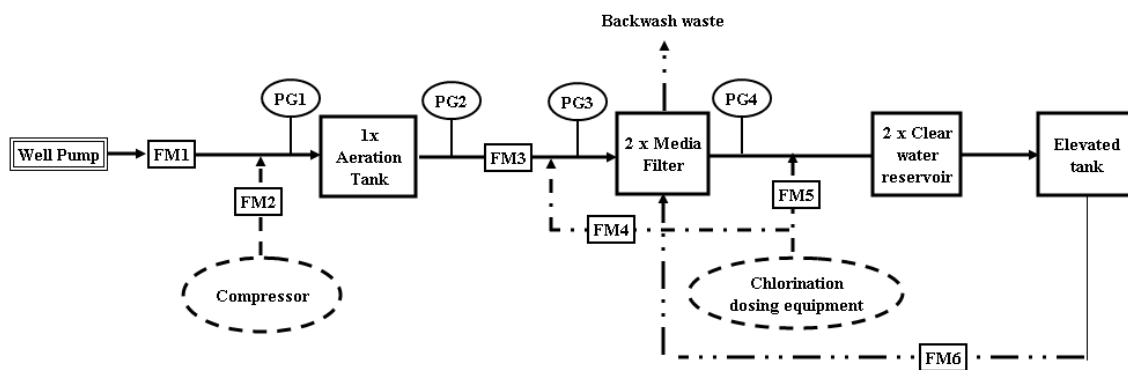 Backwash waste
PG1
PG2
PG3
PG4
Well Pump
FM1
1x
Aeration
Tank
FM3
2 x Media
Filter
2 x Clear
water
reservoir
Elevated
tank
FM2
FM5
FM4
Compressor
Chlorination
dosing equipment
FM6